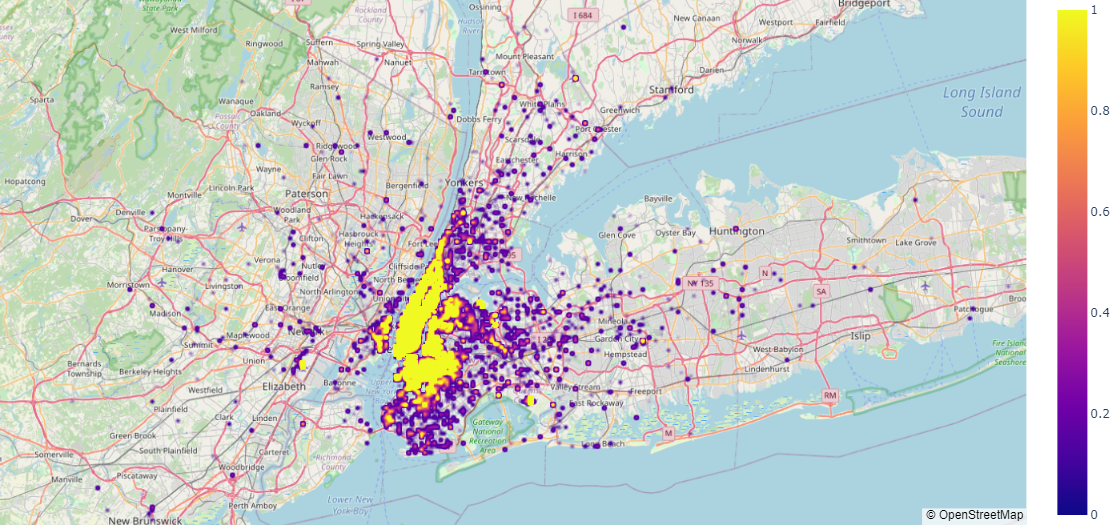 Ossining
Bridgeport
I 684
New Canaan
Westport
Fairfield
West Milford
Ringwood
Suffern
Spring Valley
Rockland
County
Hudson
River
Norwalk
Mahwah
Nanuet
Mount Pleasant
Darien
Tarrytown
Ramsey
Stamford
Sparta
Wanaque
Passaic
County
Oakland
Wyckoff
White Plains
Greenwich
Long Island
Sound
Dobbs Ferry
Port Chester
Westwood
Scarsdale
Ridgewood
Glen Rock
Harrison
Eastchester
Hopatcong
Wayne
Fair Lawn
Lincoln Park
Bergenfield
Yonkers
Montville
Paterson
New Rochelle
Bayville
Denville
Woodland
Park
Hackensack
Dover
Parsippany-
Troy Hills
Clifton
Hasbrouck
Heights
Fort Lee
Glen Cove
Oyster Bay
Huntington
Smithtown
Lake Grove
Verona
Nutley
Cliffside Park
Hanover
Bloomfield
North Bergen
N
Morristown
Livingston
North Arlington
NY 135
SA
Union
Madison
East Orange
Patchogue
Mineola
Maplewood
Newark
Garden City
Islip
Summit
Hempstead
West Babylon
Fire Island
National
Seashore
Union
Bernards
Township
Berkeley Heights
Lindenhurst
Elizabeth
Bayonne
Valley Stream
Freeport
Westfield
RM
East Rockaway
Plainfield
Clark
Linden
Gateway
National
Recreation
Area
Green Brook
M
Long Beach
South Plainfield
Carteret
Somerville
Richmond
County
Woodbridge
Piscataway
Manville
Lower New
York Bay
Perth Amboy
New Brunswick
© OpenStreetMap
1
0.8
0.6
0.4
0.2
0